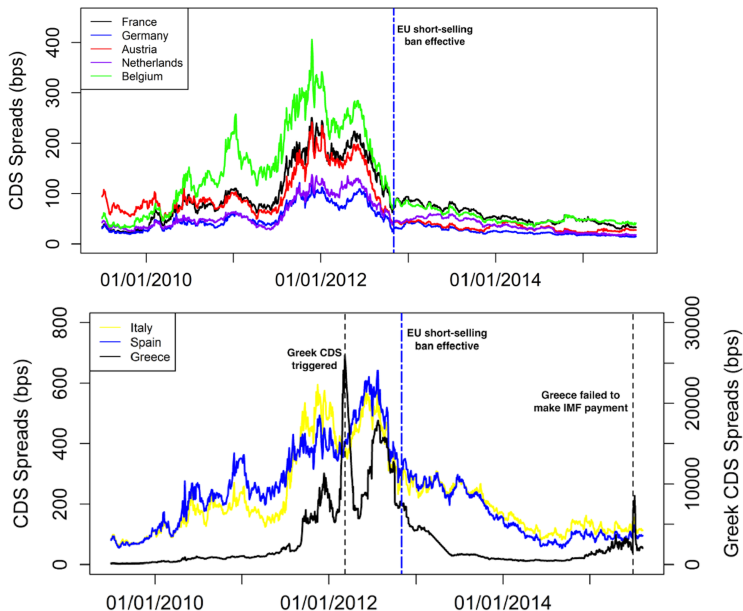 France
Germany
Austria
Netherlands
Belgium
EU short-selling
ban effective
CDS Spreads (bps)
0
100
200
300
400
01/01/2010
01/01/2012
01/01/2014
Italy
Spain
Greece
Greek CDS
triggered
EU short-selling
ban effective
Greece failed to
make IMF payment
CDS Spreads (bps)
0
200
400
600
800
Greek CDS Spreads (bps)
0
10000
20000
30000
01/01/2010
01/01/2012
01/01/2014